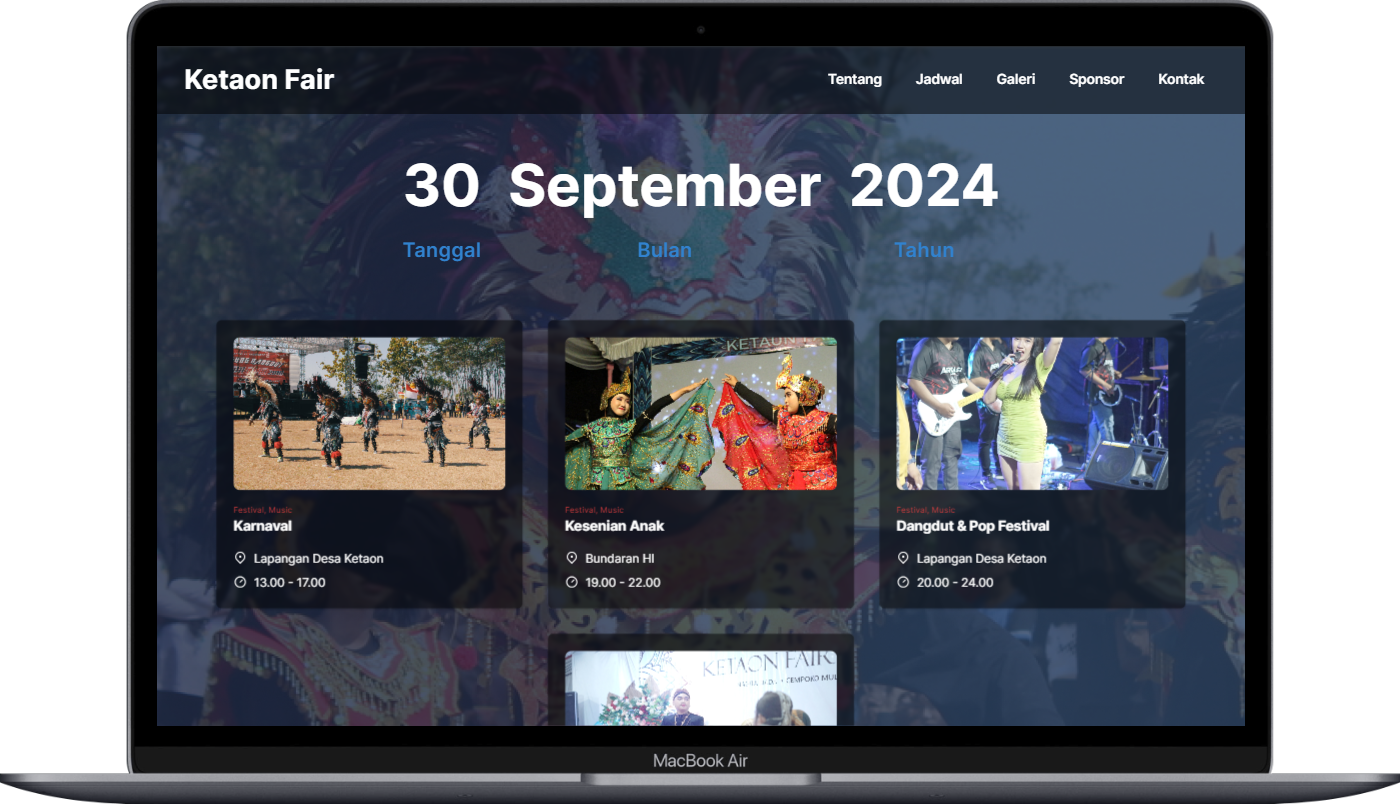 Ketaon Fair
Tentang Jadwal Galeri Sponsor Kontak
30 September 2024
Tanggal Bulan Tahun
KETAUN
Festival, Music
Karnaval
Lapangan Desa Ketaon
13.00 - 17.00
Festival, Music
Kesenian Anak
Bundaran HI
19.00 - 22.00
Festival, Music
Dangdut & Pop Festival
Lapangan Desa Ketaon
20.00 - 24.00
KETAON FAIR
MacBook Air